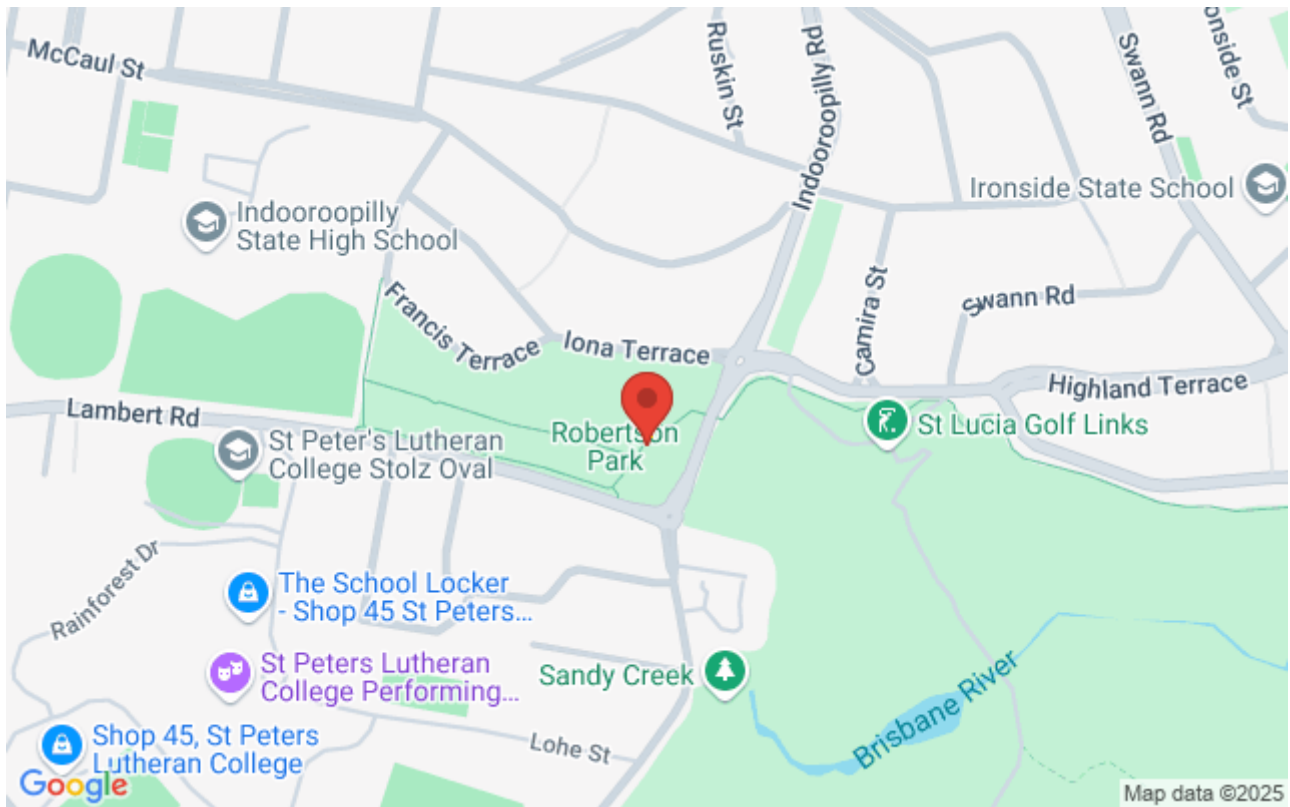 McCaul St
Ruskin St
Indooroopilly Rd
Swann Rd
onside St
Ironside State School
Indooroopilly
State High School
Francis Terrace
Iona Terrace
Camira St
Swann Rd
Highland Terrace
Lambert Rd
St Peter's Lutheran
College Stolz Oval
Robertson
Park
St Lucia Golf Links
Rainforest Dr
The School Locker
- Shop 45 St Peters...
St Peters Lutheran
College Performing...
Sandy Creek
Brisbane River
Shop 45, St Peters
Lutheran College
Lohe St
Google
Map data ©2025